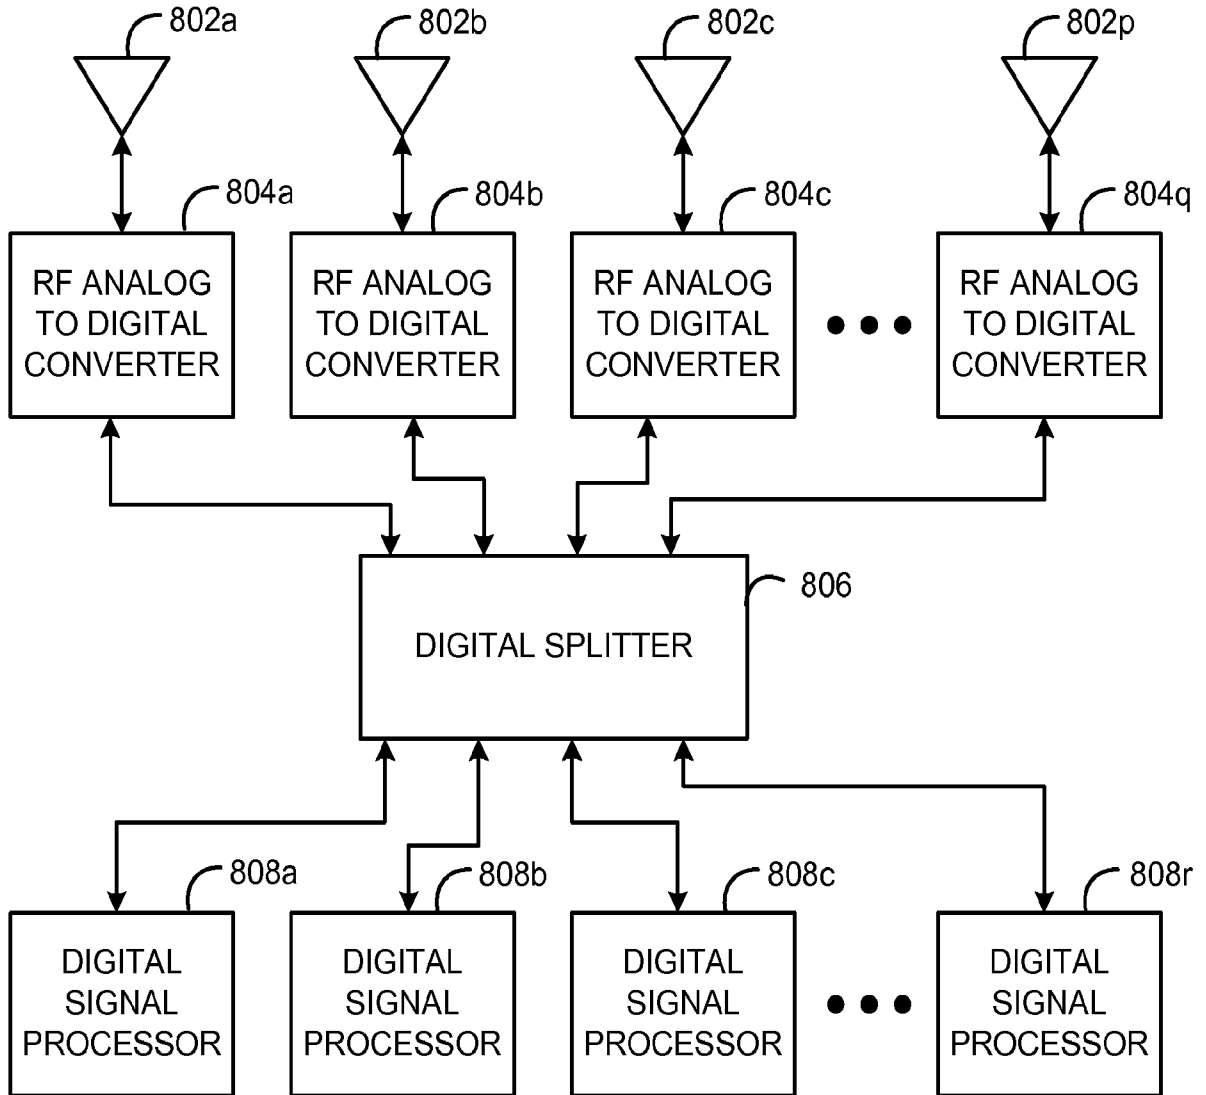 802a
802b
802c
802p
804a
804b
804c
804q
RF ANALOG
TO DIGITAL
CONVERTER
RF ANALOG
TO DIGITAL
CONVERTER
RF ANALOG
TO DIGITAL
CONVERTER
RF ANALOG
TO DIGITAL
CONVERTER
806
DIGITAL SPLITTER
808a
808b
808c
808r
DIGITAL
SIGNAL
PROCESSOR
DIGITAL
SIGNAL
PROCESSOR
DIGITAL
SIGNAL
PROCESSOR
DIGITAL
SIGNAL
PROCESSOR